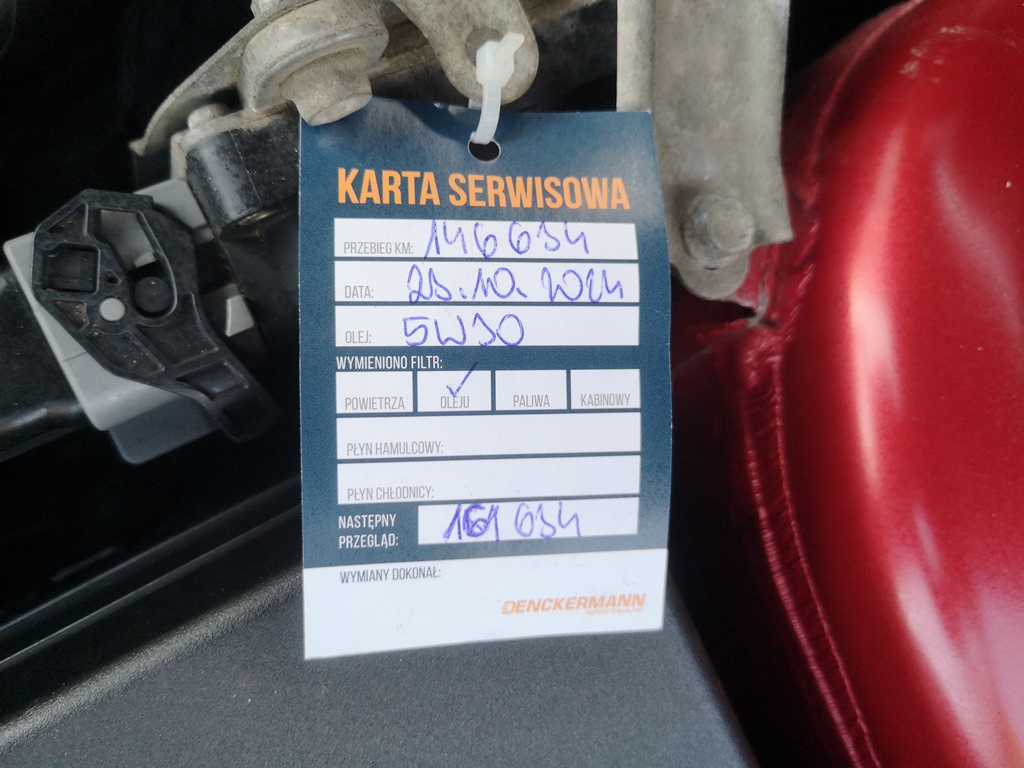 KARTA SERWISOWA
PRZEBIEG KM: 146634
DATA: 25.10.2024
OLEJ: 5W30
WYMIENIONO FILTR:
POWIETRZA OLEJU PALIWA KABINOWY
PŁYN HAMULCOWY:
PŁYN CHŁODNICY:
NASTĘPNY PRZEGLĄD: 161634
WYMIANY DOKONAŁ:
DENCKERMANN